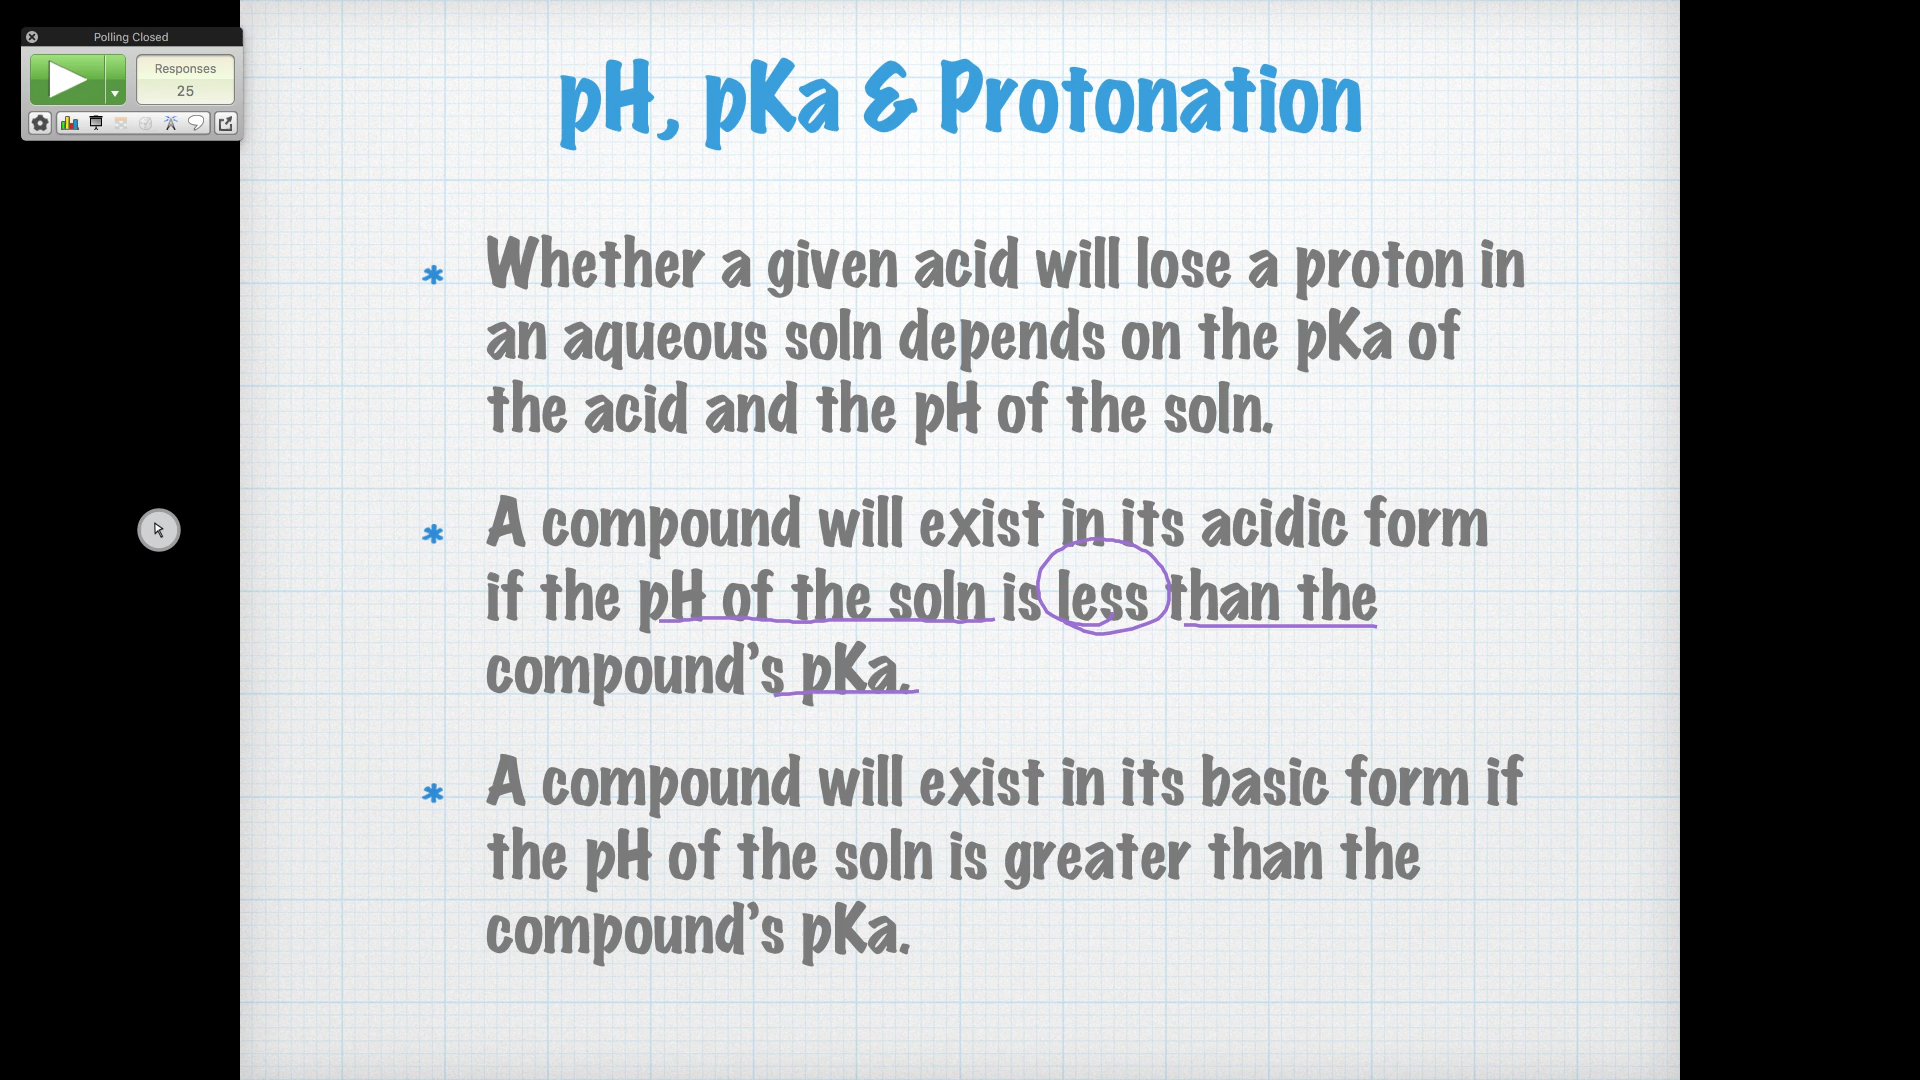 Polling Closed
Responses
25
pH, pKa & Protonation
* Whether a given acid will lose a proton in
an aqueous soln depends on the pKa of
the acid and the pH of the soln.
* A compound will exist in its acidic form
if the pH of the soln is less than the
compound's pKa.
* A compound will exist in its basic form if
the pH of the soln is greater than the
compound's pKa.